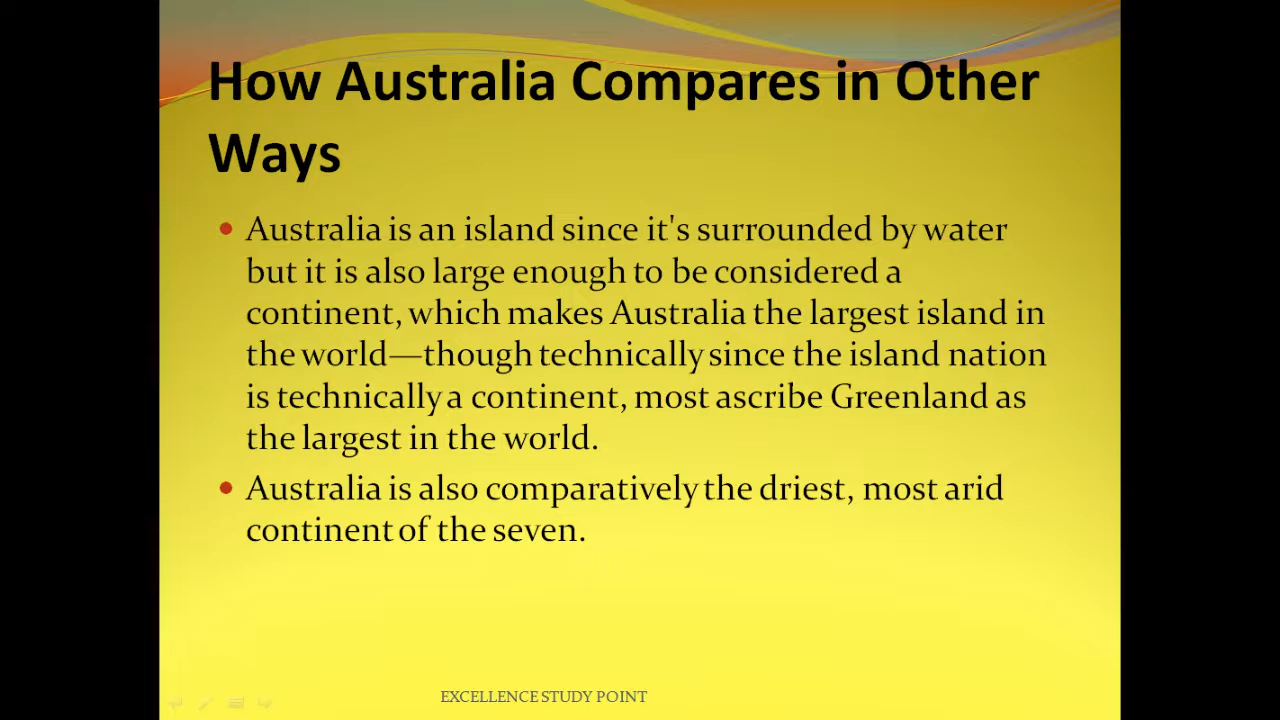 How Australia Compares in Other
Ways
• Australia is an island since it's surrounded by water
but it is also large enough to be considered a
continent, which makes Australia the largest island in
the world—though technically since the island nation
is technically a continent, most ascribe Greenland as
the largest in the world.
• Australia is also comparatively the driest, most arid
continent of the seven.
EXCELLENCE STUDY POINT